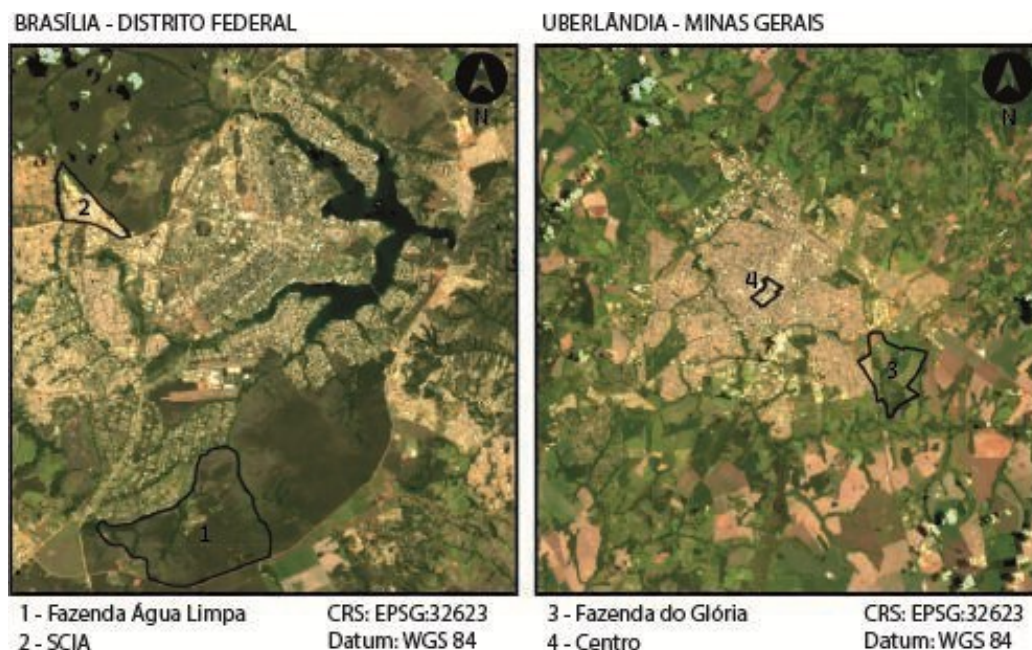 BRASÍLIA - DISTRITO FEDERAL
N
2
1
1 - Fazenda Água Limpa
2 - SCIA
CRS: EPSG:32623
Datum: WGS 84
UBERLÂNDIA - MINAS GERAIS
N
4
3
3 - Fazenda do Glória
4 - Centro
CRS: EPSG:32623
Datum: WGS 84